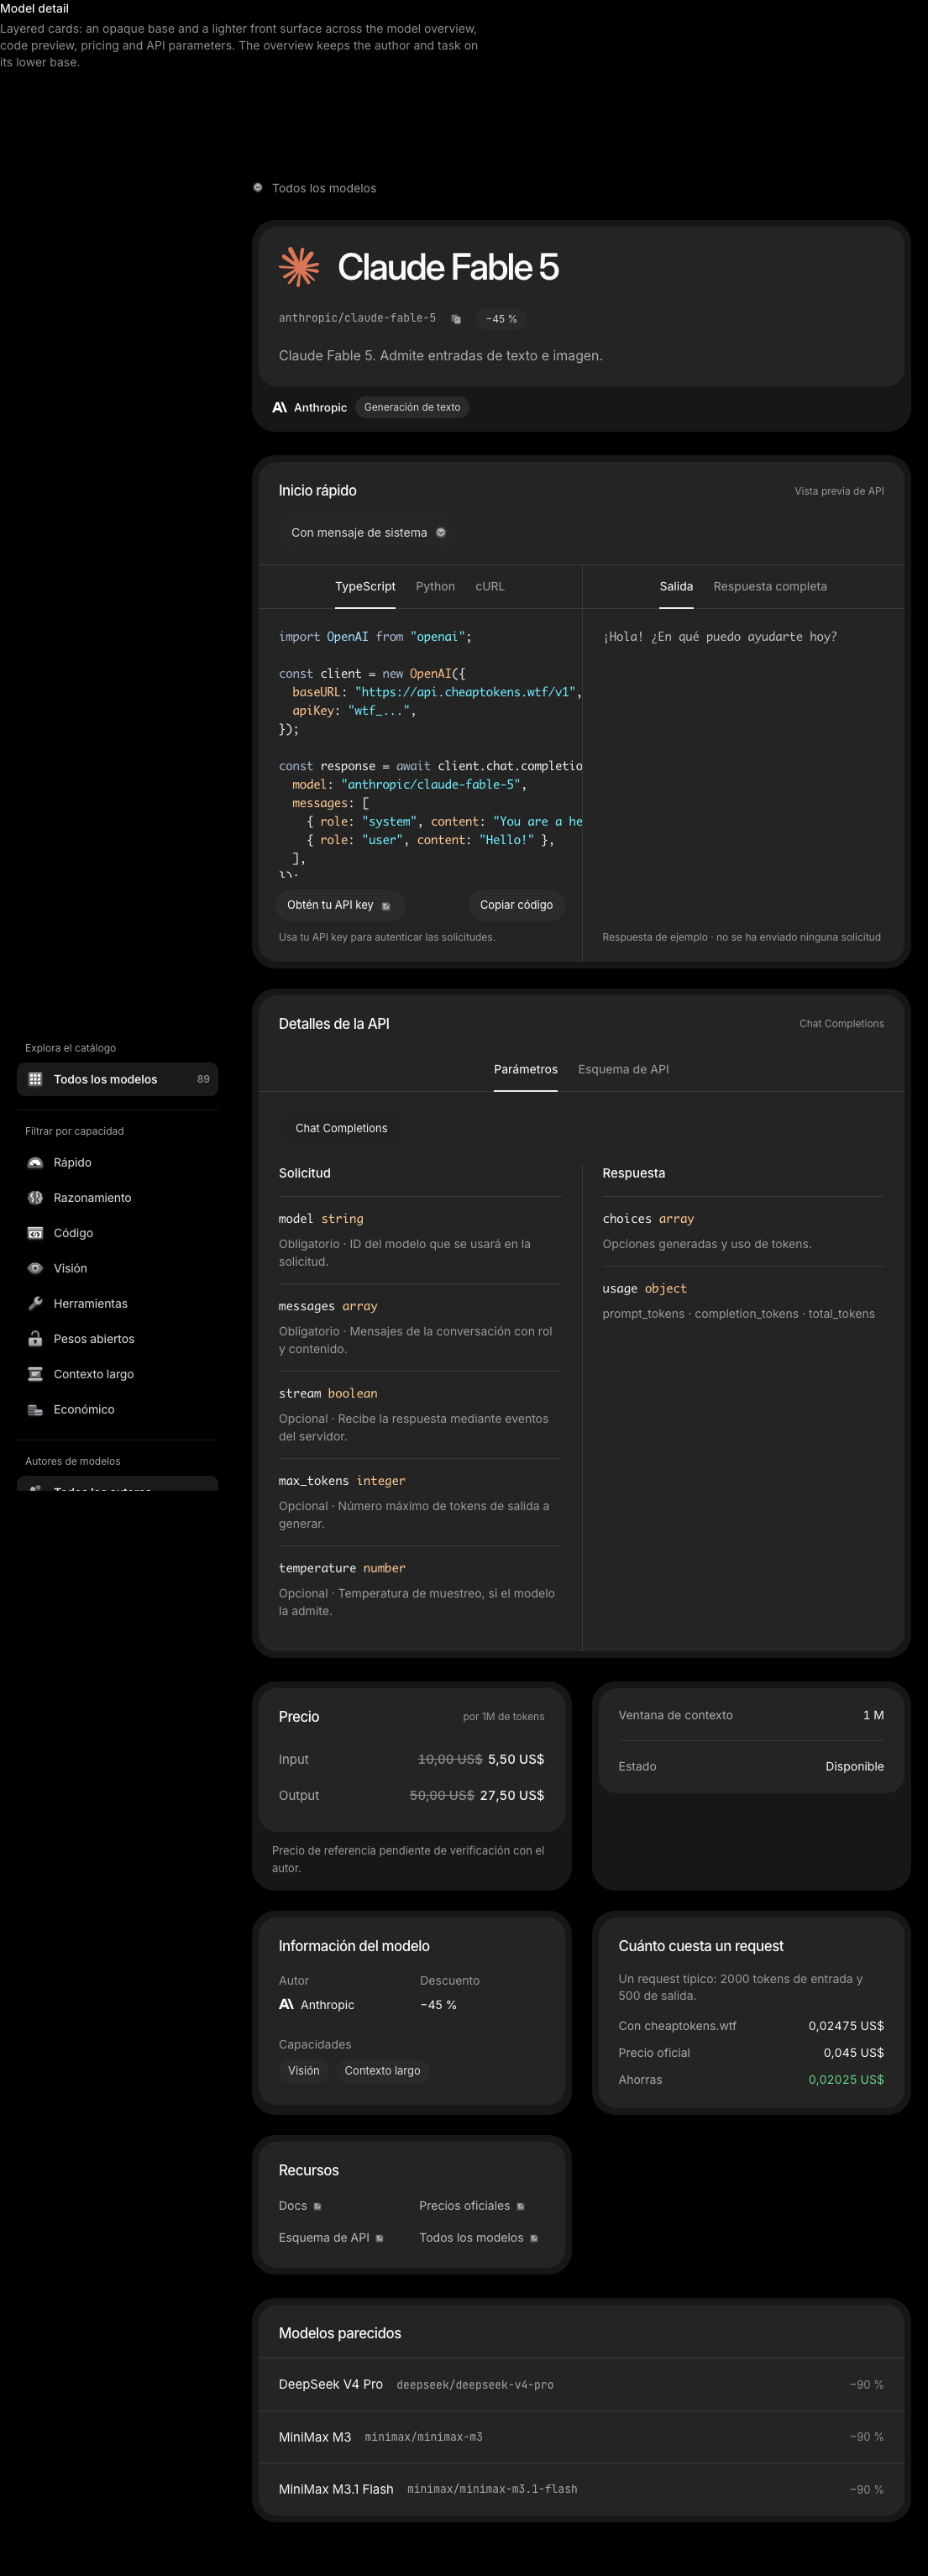 Model detail
Layered cards: an opaque base and a lighter front surface across the model overview,
code preview, pricing and API parameters. The overview keeps the author and task on
its lower base.
Todos los modelos
Claude Fable 5
anthropic/claude-fable-5
−45 %
Claude Fable 5. Admite entradas de texto e imagen.
Anthropic
Generación de texto
Inicio rápido
Vista previa de API
Con mensaje de sistema
TypeScript Python cURL
Salida Respuesta completa
import OpenAI from "openai";
const client = new OpenAI({
baseURL: "https://api.cheaptokens.wtf/v1",
apiKey: "wtf_...",
});
const response = await client.chat.completio
model: "anthropic/claude-fable-5",
messages: [
{ role: "system", content: "You are a he
{ role: "user", content: "Hello!" },
],
});
Obtén tu API key
Copiar código
Usa tu API key para autenticar las solicitudes.
¡Hola! ¿En qué puedo ayudarte hoy?
Respuesta de ejemplo · no se ha enviado ninguna solicitud
Explora el catálogo
Todos los modelos 89
Filtrar por capacidad
Rápido
Razonamiento
Código
Visión
Herramientas
Pesos abiertos
Contexto largo
Económico
Autores de modelos
Todos los autores
Detalles de la API
Chat Completions
Parámetros Esquema de API
Chat Completions
Solicitud
model string
Obligatorio · ID del modelo que se usará en la
solicitud.
messages array
Obligatorio · Mensajes de la conversación con rol
y contenido.
stream boolean
Opcional · Recibe la respuesta mediante eventos
del servidor.
max_tokens integer
Opcional · Número máximo de tokens de salida a
generar.
temperature number
Opcional · Temperatura de muestreo, si el modelo
la admite.
Respuesta
choices array
Opciones generadas y uso de tokens.
usage object
prompt_tokens · completion_tokens · total_tokens
Precio
por 1M de tokens
Input 10,00 US$ 5,50 US$
Output 50,00 US$ 27,50 US$
Precio de referencia pendiente de verificación con el
autor.
Ventana de contexto 1 M
Estado Disponible
Información del modelo
Autor
Anthropic
Descuento
−45 %
Capacidades
Visión
Contexto largo
Cuánto cuesta un request
Un request típico: 2000 tokens de entrada y
500 de salida.
Con cheaptokens.wtf 0,02475 US$
Precio oficial 0,045 US$
Ahorras 0,02025 US$
Recursos
Docs
Precios oficiales
Esquema de API
Todos los modelos
Modelos parecidos
DeepSeek V4 Pro deepseek/deepseek-v4-pro −90 %
MiniMax M3 minimax/minimax-m3 −90 %
MiniMax M3.1 Flash minimax/minimax-m3.1-flash −90 %